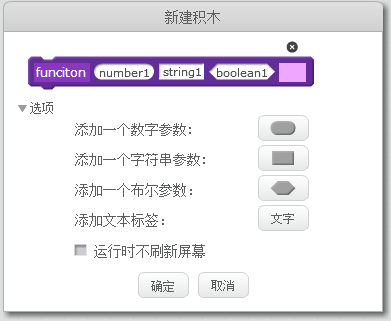 新建积木
funciton number1 string1 boolean1
选项
添加一个数字参数:
添加一个字符串参数:
添加一个布尔参数:
添加文本标签: 文字
运行时不刷新屏幕
确定 取消